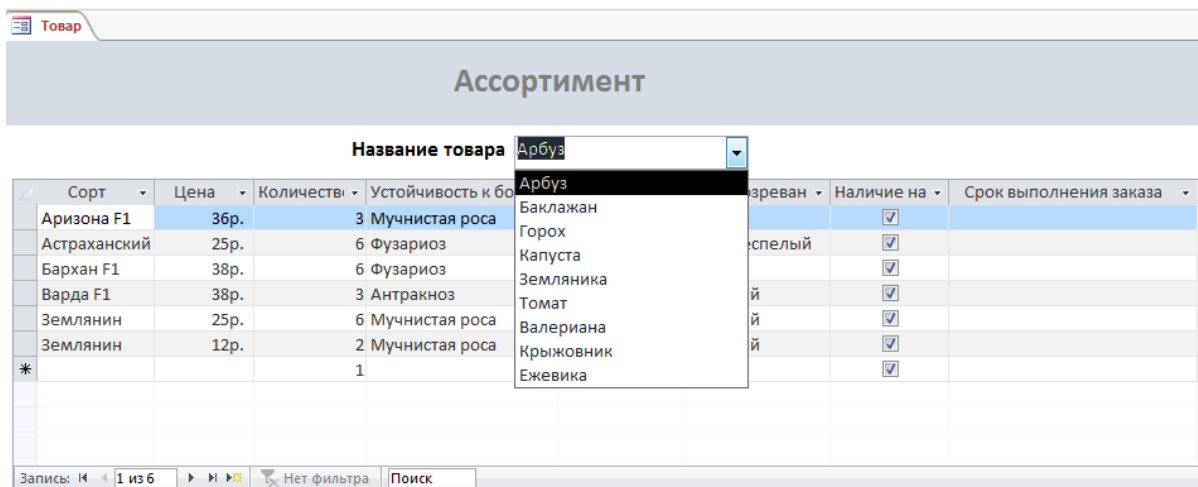 Товар
Ассортимент
Название товара Арбуз
Сорт Цена Количеств Устойчивость к бо зреван Наличие на Срок выполнения заказа
Арбуз
Баклажан
Горох
Капуста
Земляника
Томат
Валериана
Крыжовник
Ежевика
Аризона F1 36р. 3 Мучнистая роса
Астраханский 25р. 6 Фузариоз еспелый
Бархан F1 38р. 6 Фузариоз
Варда F1 38р. 3 Антракноз й
Землянин 25р. 6 Мучнистая роса й
Землянин 12р. 2 Мучнистая роса й
1
Запись: 1 из 6 Нет фильтра Поиск